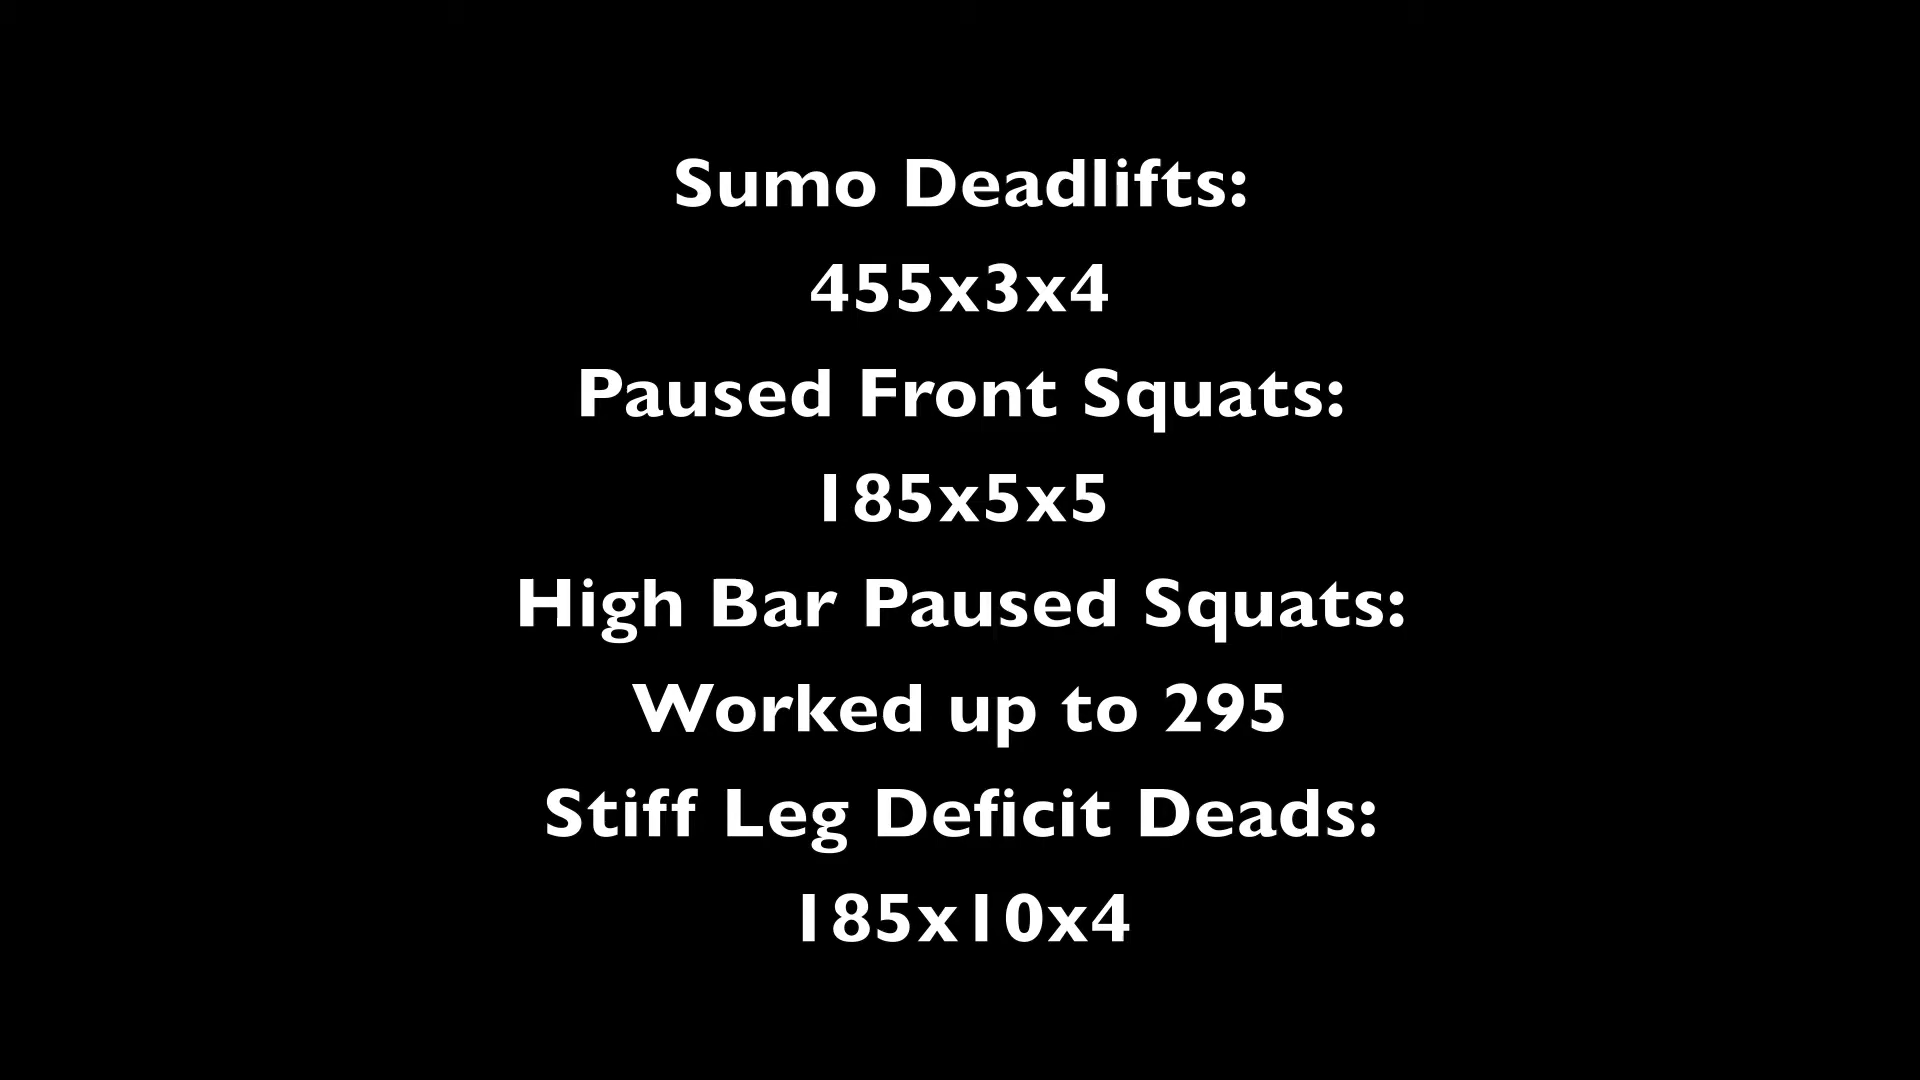 Sumo Deadlifts:
455x3x4
Paused Front Squats:
185x5x5
High Bar Paused Squats:
Worked up to 295
Stiff Leg Deficit Deads:
185x10x4